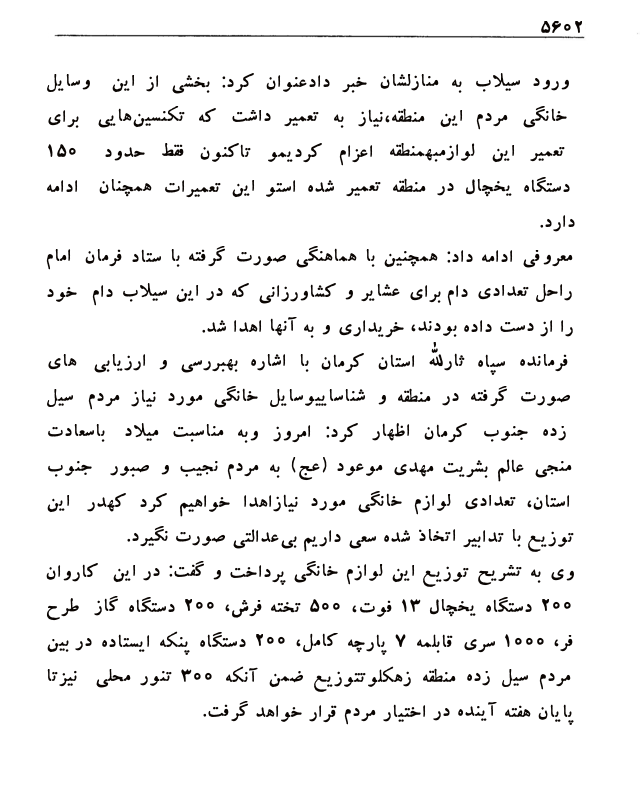 ۵۶۰۲
ورود سیلاب به منازلشان خبر دادعنوان کرد: بخشی از این وسایل
خانگی مردم این منطقه،نیاز به تعمیر داشت که تکنسین‌هایی برای
تعمیر این لوازمبهمنطقه اعزام کردیمو تاکنون فقط حدود ۱۵۰
دستگاه یخچال در منطقه تعمیر شده استو این تعمیرات همچنان ادامه
دارد.
معروفی ادامه داد: همچنین با هماهنگی صورت گرفته با ستاد فرمان امام
راحل تعدادی دام برای عشایر و کشاورزانی که در این سیلاب دام خود
را از دست داده بودند، خریداری و به آنها اهدا شد.
فرمانده سپاه ثارلله استان کرمان با اشاره بهبررسی و ارزیابی های
صورت گرفته در منطقه و شناساییوسایل خانگی مورد نیاز مردم سیل
زده جنوب کرمان اظهار کرد: امروز وبه مناسبت میلاد باسعادت
منجی عالم بشریت مهدی موعود (عج) به مردم نجیب و صبور جنوب
استان، تعدادی لوازم خانگی مورد نیازاهدا خواهیم کرد کهدر این
توزیع با تدابیر اتخاذ شده سعی داریم بی‌عدالتی صورت نگیرد.
وی به تشریح توزیع این لوازم خانگی پرداخت و گفت: در این کاروان
۲۰۰ دستگاه یخچال ۱۳ فوت، ۵۰۰ تخته فرش، ۲۰۰ دستگاه گاز طرح
فر، ۱۰۰۰ سری قابلمه ۷ پارچه کامل، ۲۰۰ دستگاه پنکه ایستاده در بین
مردم سیل زده منطقه زهکلوتتوزیع ضمن آنکه ۳۰۰ تنور محلی نیزتا
پایان هفته آینده در اختیار مردم قرار خواهد گرفت.